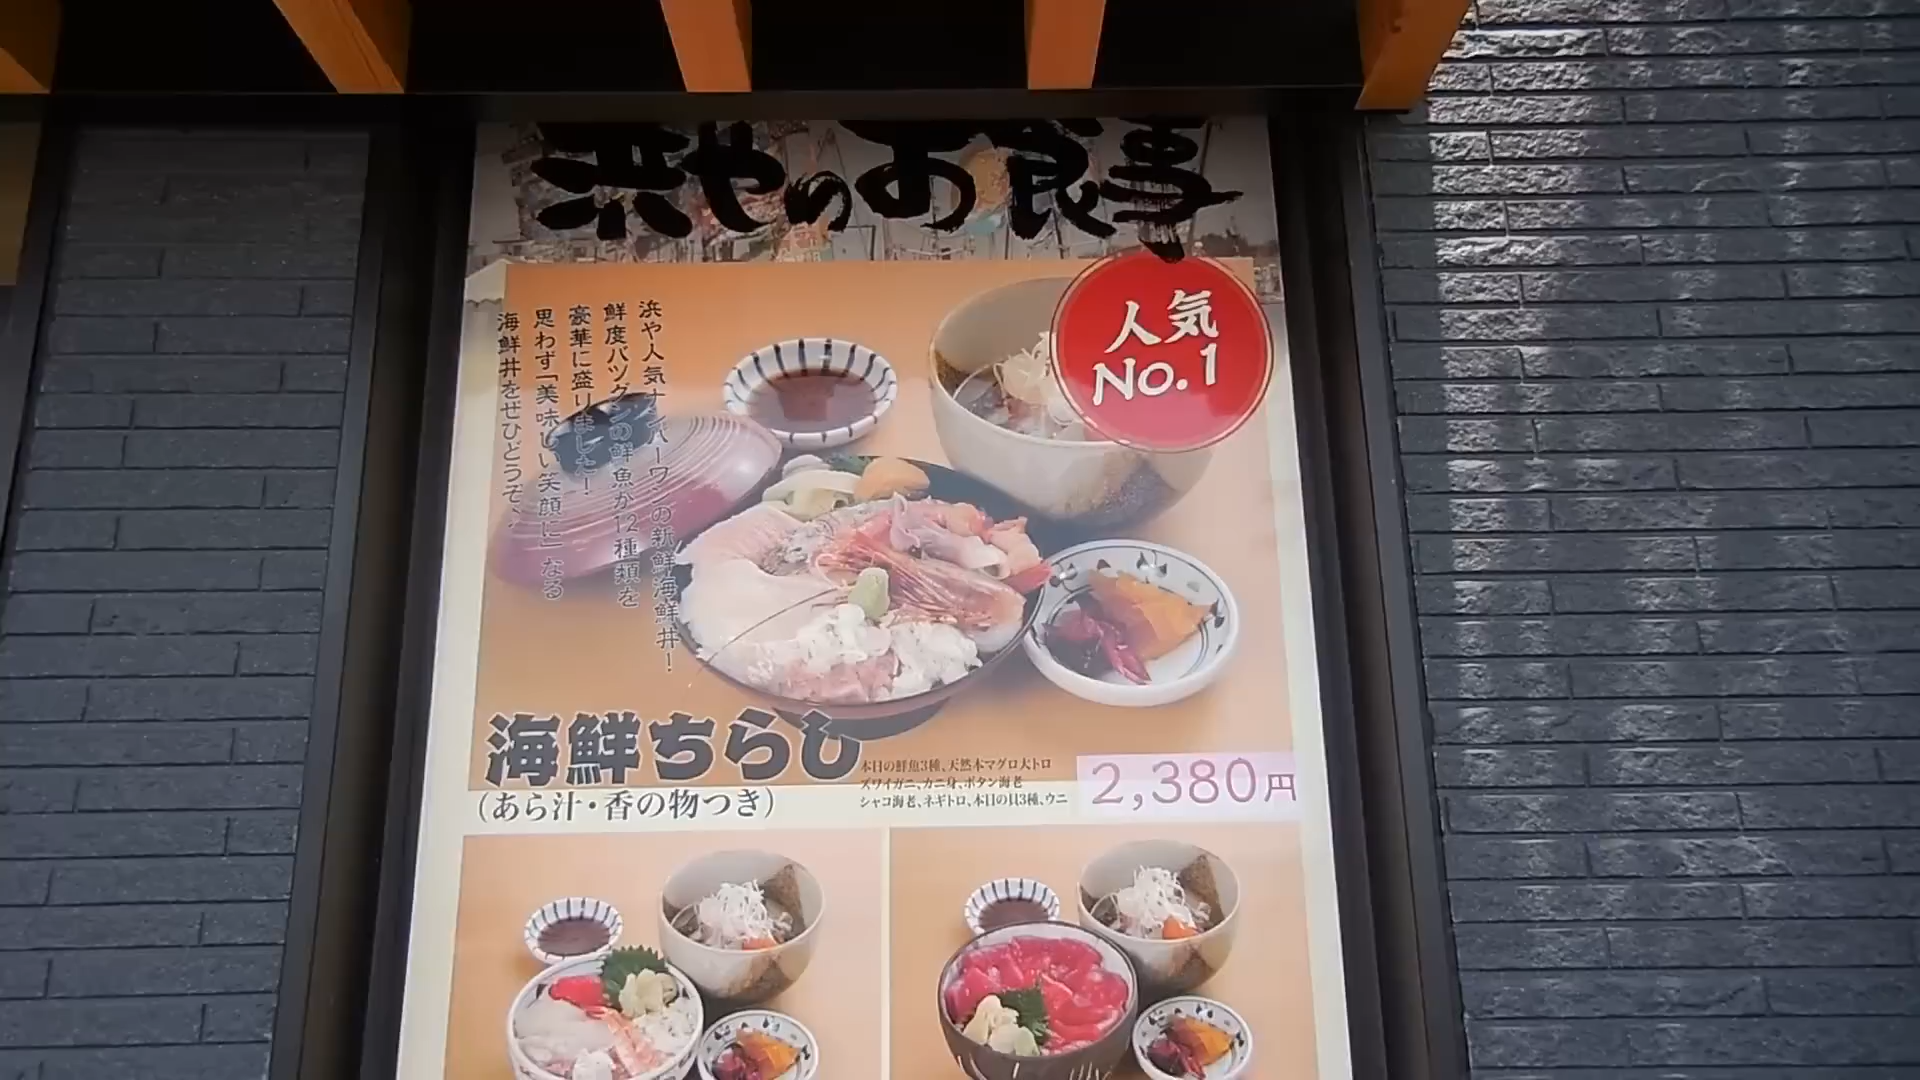 浜やのお食事
人気
No.1
浜や人気ナンバーワンの新鮮海鮮丼!
鮮度バツグンの鮮魚が12種類を
豪華に盛りました!
思わず「美味しい笑顔に」なる
海鮮丼をぜひどうぞ、
海鮮ちらし
(あら汁・香の物つき)
本日の鮮魚3種、天然本マグロ大トロ
ズワイガニ、カニ身、ボタン海老
シャコ海老、ネギトロ、本日の貝3種、ウニ
2,380円